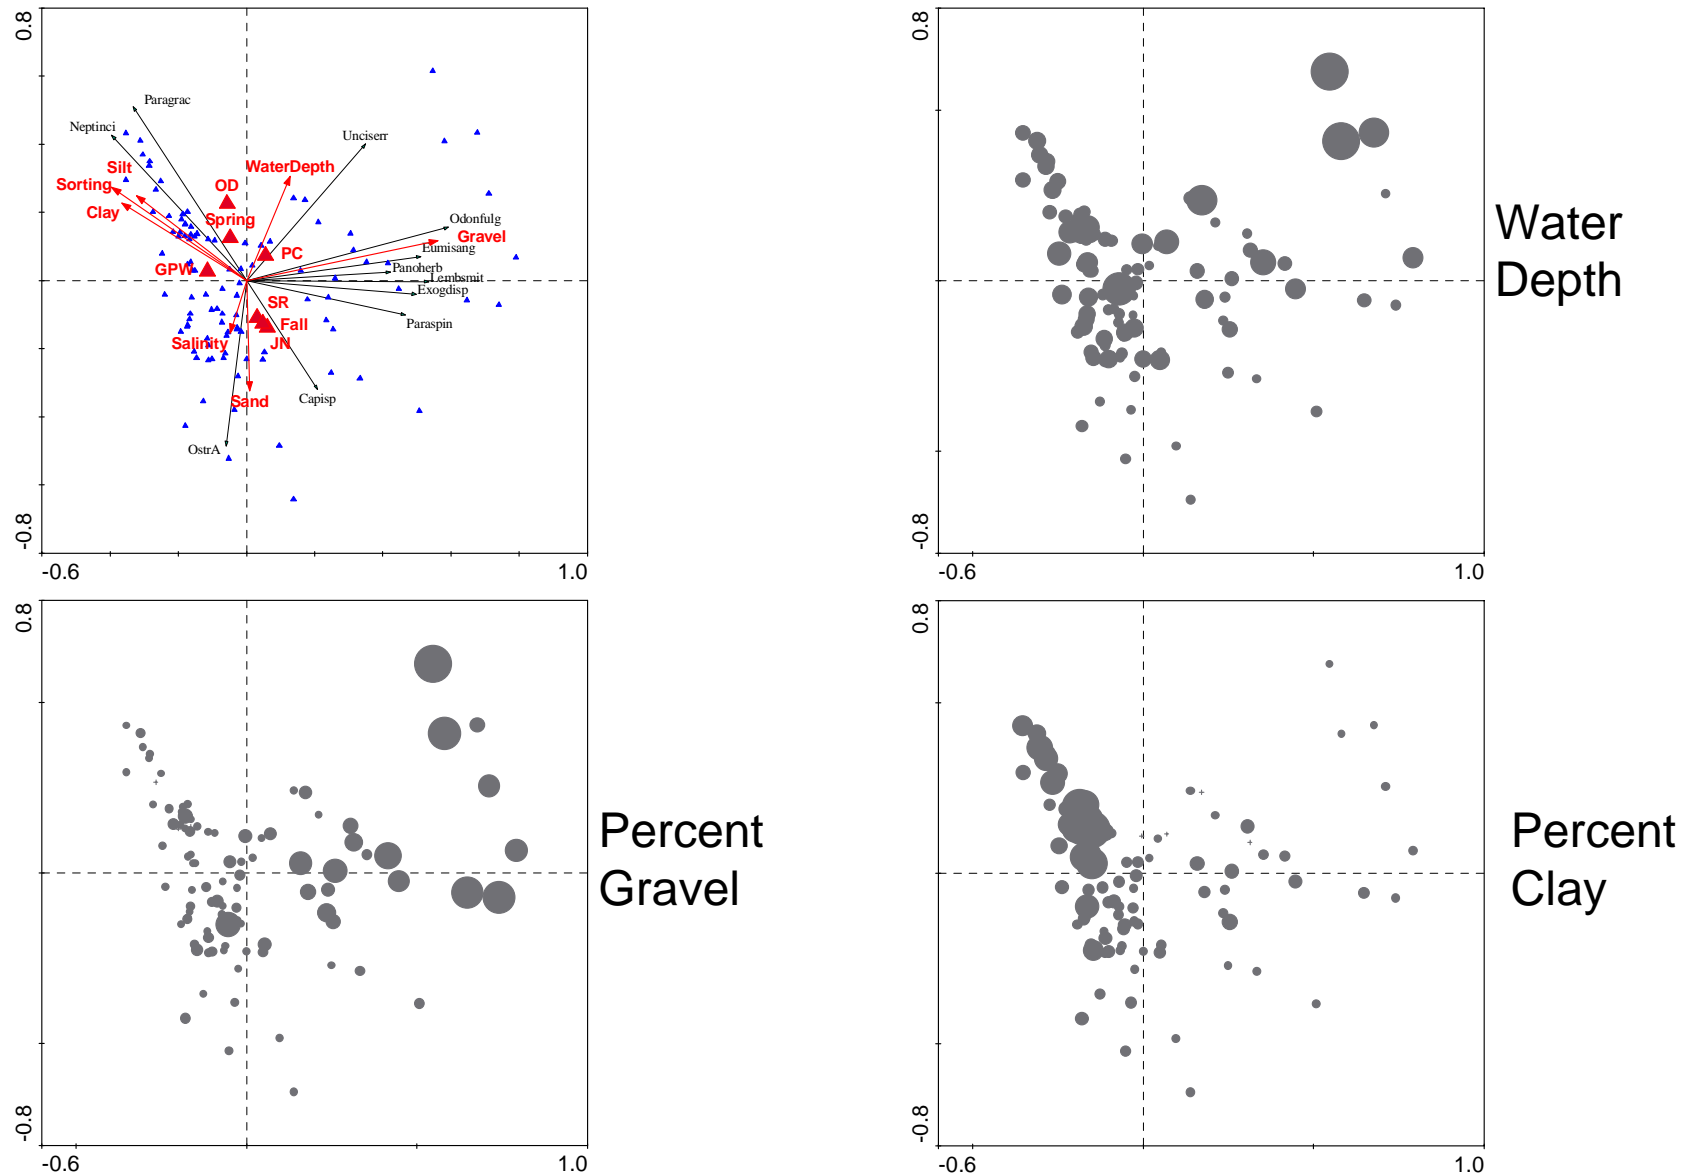 0.8
Paragrac
Neptinci
Unciserr
Silt
WaterDepth
Sorting
OD
Clay
Spring
Odonfulg
Gravel
PC
Eumisang
GPW
Panoherb
Lembsmit
Exogdisp
SR
Paraspin
Fall
Salinity
JN
Sand
Capisp
OstrA
-0.8
-0.6
1.0
0.8
Water
Depth
-0.8
-0.6
1.0
0.8
Percent
Gravel
-0.8
-0.6
1.0
0.8
Percent
Clay
-0.8
-0.6
1.0